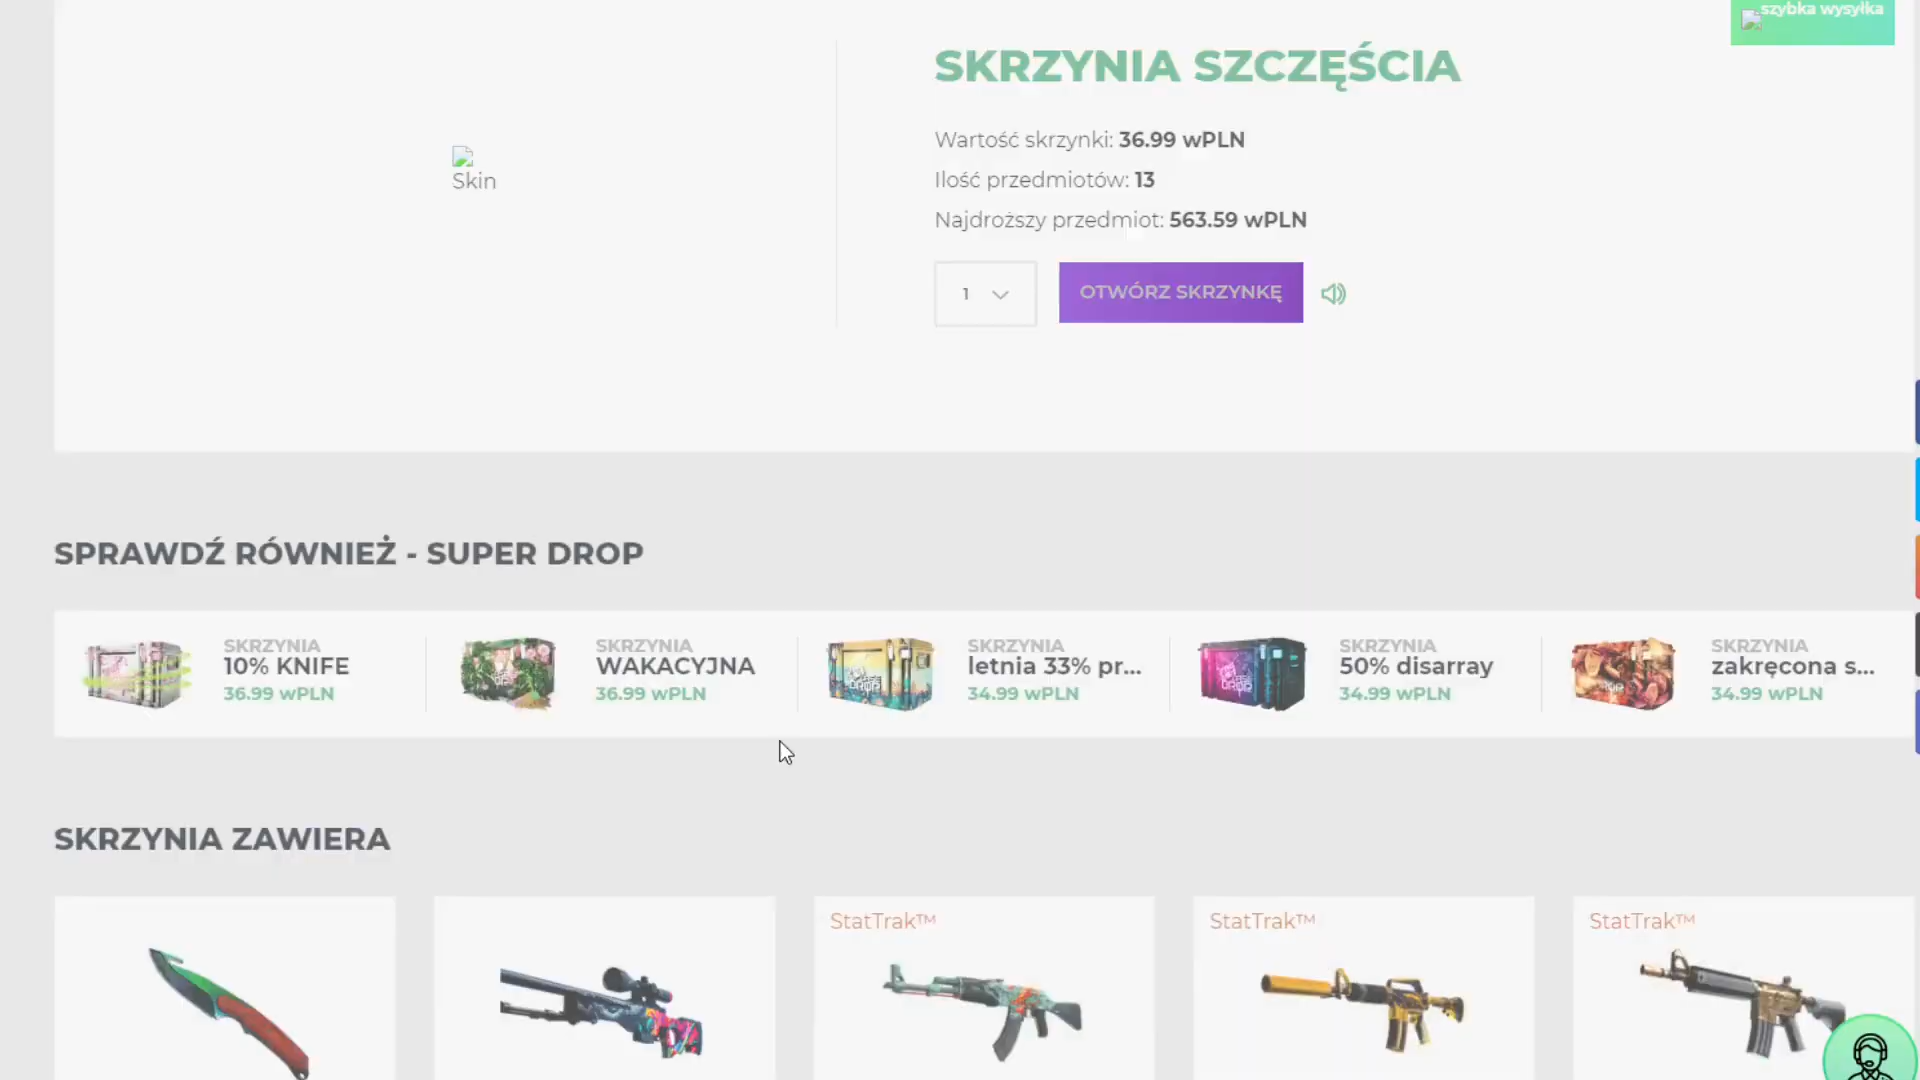 szybka wysyłka
SKRZYNIA SZCZĘŚCIA
Skin
Wartość skrzynki: 36.99 wPLN
Ilość przedmiotów: 13
Najdroższy przedmiot: 563.59 wPLN
1
OTWÓRZ SKRZYNKĘ
SPRAWDŹ RÓWNIEŻ - SUPER DROP
SKRZYNIA
10% KNIFE
36.99 wPLN
SKRZYNIA
WAKACYJNA
36.99 wPLN
SKRZYNIA
letnia 33% pr...
34.99 wPLN
SKRZYNIA
50% disarray
34.99 wPLN
SKRZYNIA
zakręcona s...
34.99 wPLN
SKRZYNIA ZAWIERA
StatTrak™
StatTrak™
StatTrak™